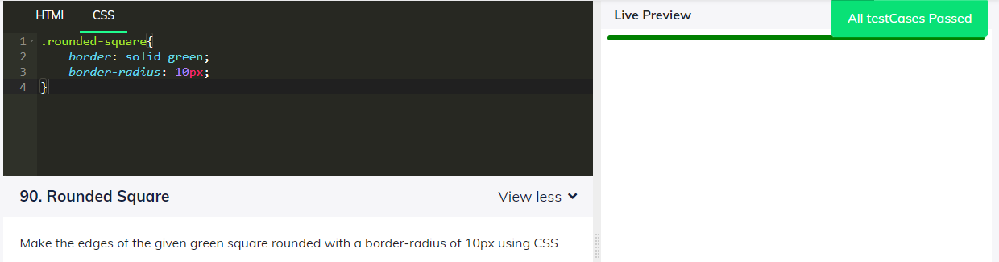 HTML CSS
1 .rounded-square{
2 border: solid green;
3 border-radius: 10px;
4 }
90. Rounded Square
View less
Make the edges of the given green square rounded with a border-radius of 10px using CSS
Live Preview
All testCases Passed